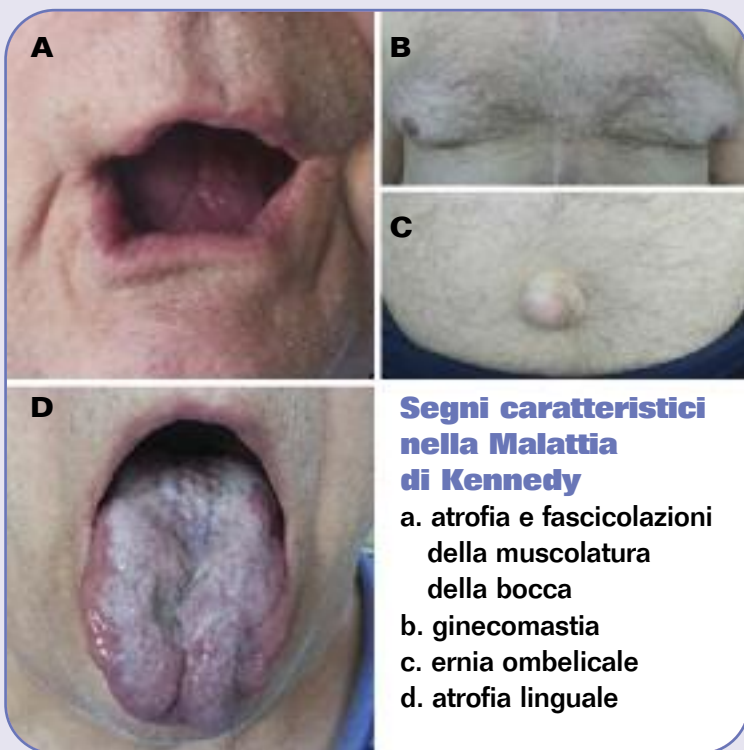 A
B
C
D
Segni caratteristici
nella Malattia
di Kennedy
a. atrofia e fascicolazioni
della muscolatura
della bocca
b. ginecomastia
c. ernia ombelicale
d. atrofia linguale